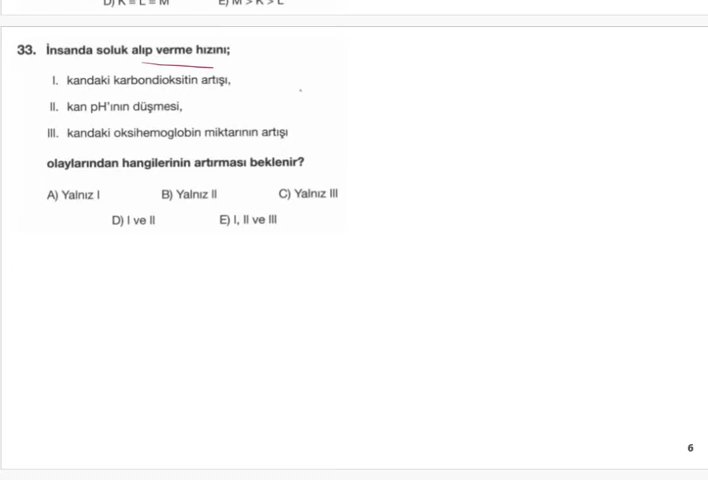 D) K = L = M E) M > K > L
33. İnsanda soluk alıp verme hızını;
I. kandaki karbondioksitin artışı,
II. kan pH'ının düşmesi,
III. kandaki oksihemoglobin miktarının artışı
olaylarından hangilerinin artırması beklenir?
A) Yalnız I B) Yalnız II C) Yalnız III
D) I ve II E) I, II ve III
6